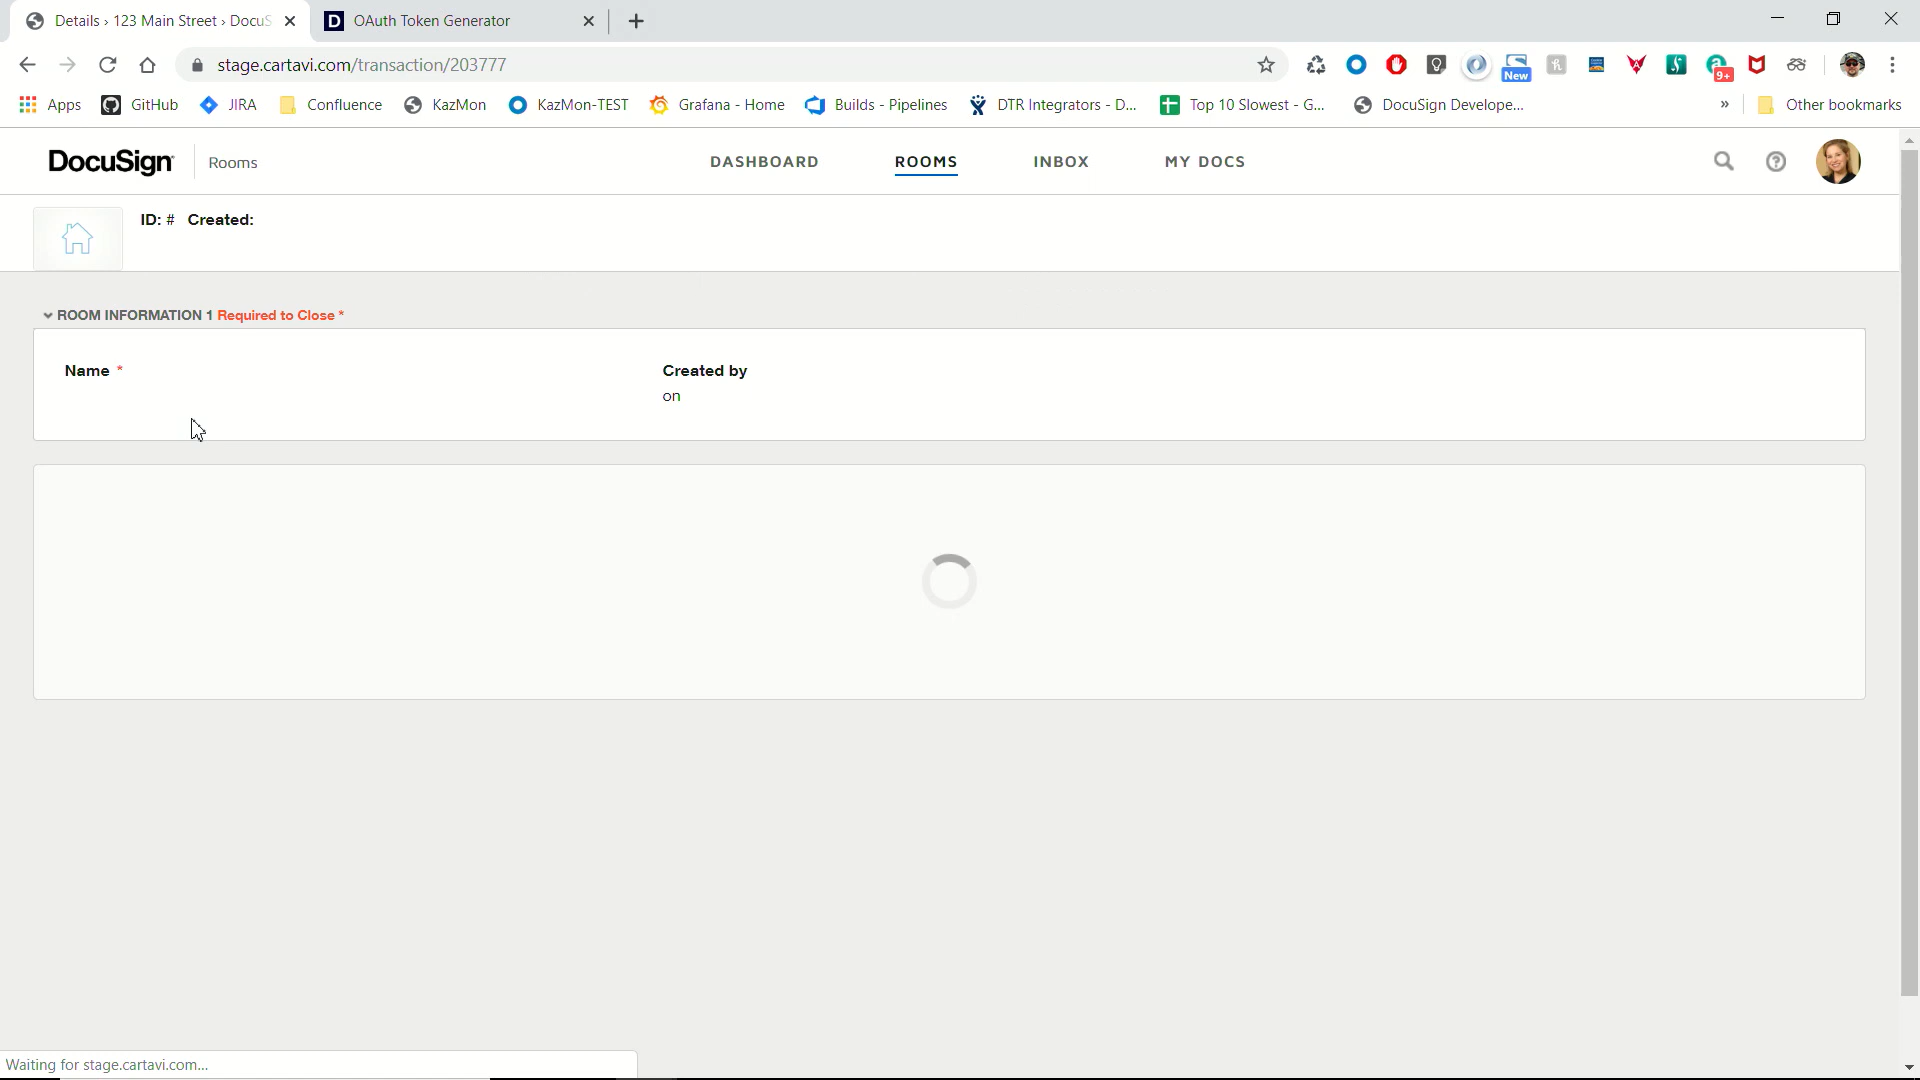 Details › 123 Main Street › DocuS
OAuth Token Generator
stage.cartavi.com/transaction/203777
New
9+
Apps
GitHub
JIRA
Confluence
KazMon
KazMon-TEST
Grafana - Home
Builds - Pipelines
DTR Integrators - D...
Top 10 Slowest - G...
DocuSign Develope...
»
Other bookmarks
DocuSign
Rooms
DASHBOARD
ROOMS
INBOX
MY DOCS
ID: # Created:
ROOM INFORMATION 1 Required to Close *
Name *
Created by
on
Waiting for stage.cartavi.com...